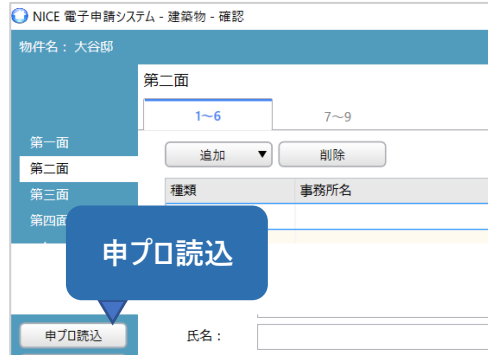 NICE 電子申請システム - 建築物 - 確認
物件名： 大谷邸
第二面
1～6
7～9
第一面
追加 ▼
削除
第二面
第三面
種類
事務所名
第四面
申プロ読込
申プロ読込
氏名：